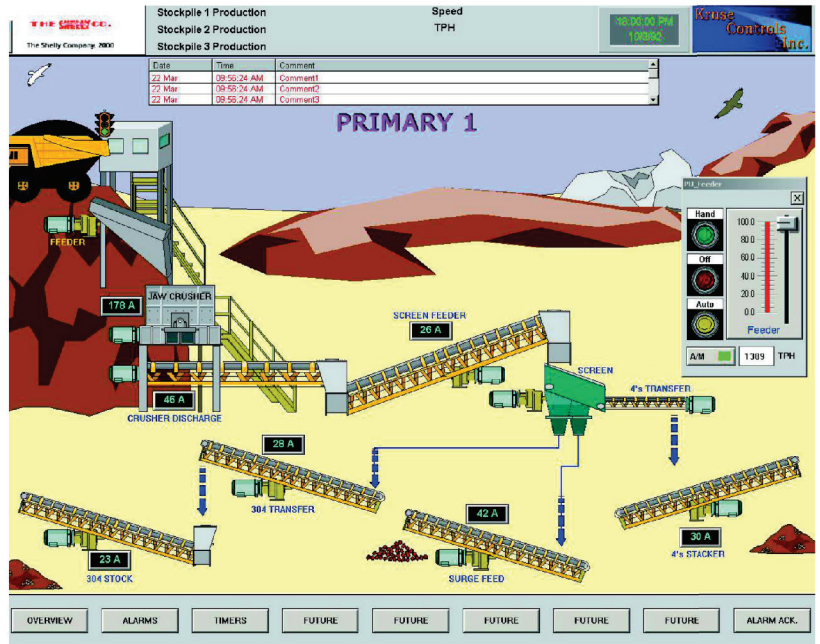 THE SHELLY CO.
The Shelly Company 2000
Stockpile 1 Production
Stockpile 2 Production
Stockpile 3 Production
Speed
TPH
18:00:00 PM
10/8/92
Kruse
Controls
Inc.
Date Time Comment
22 Mar 09:56:24 AM Comment1
22 Mar 09:56:24 AM Comment2
22 Mar 09:56:24 AM Comment3
PRIMARY 1
FEEDER
178 A
JAW CRUSHER
46 A
CRUSHER DISCHARGE
SCREEN FEEDER
26 A
SCREEN
4's TRANSFER
28 A
304 TRANSFER
23 A
304 STOCK
42 A
SURGE FEED
30 A
4's STACKER
Hand
Off
Auto
100.0
80.0
60.0
40.0
20.0
0.0
Feeder
A/M
1309 TPH
OVERVIEW
ALARMS
TIMERS
FUTURE
FUTURE
FUTURE
FUTURE
FUTURE
ALARM ACK.